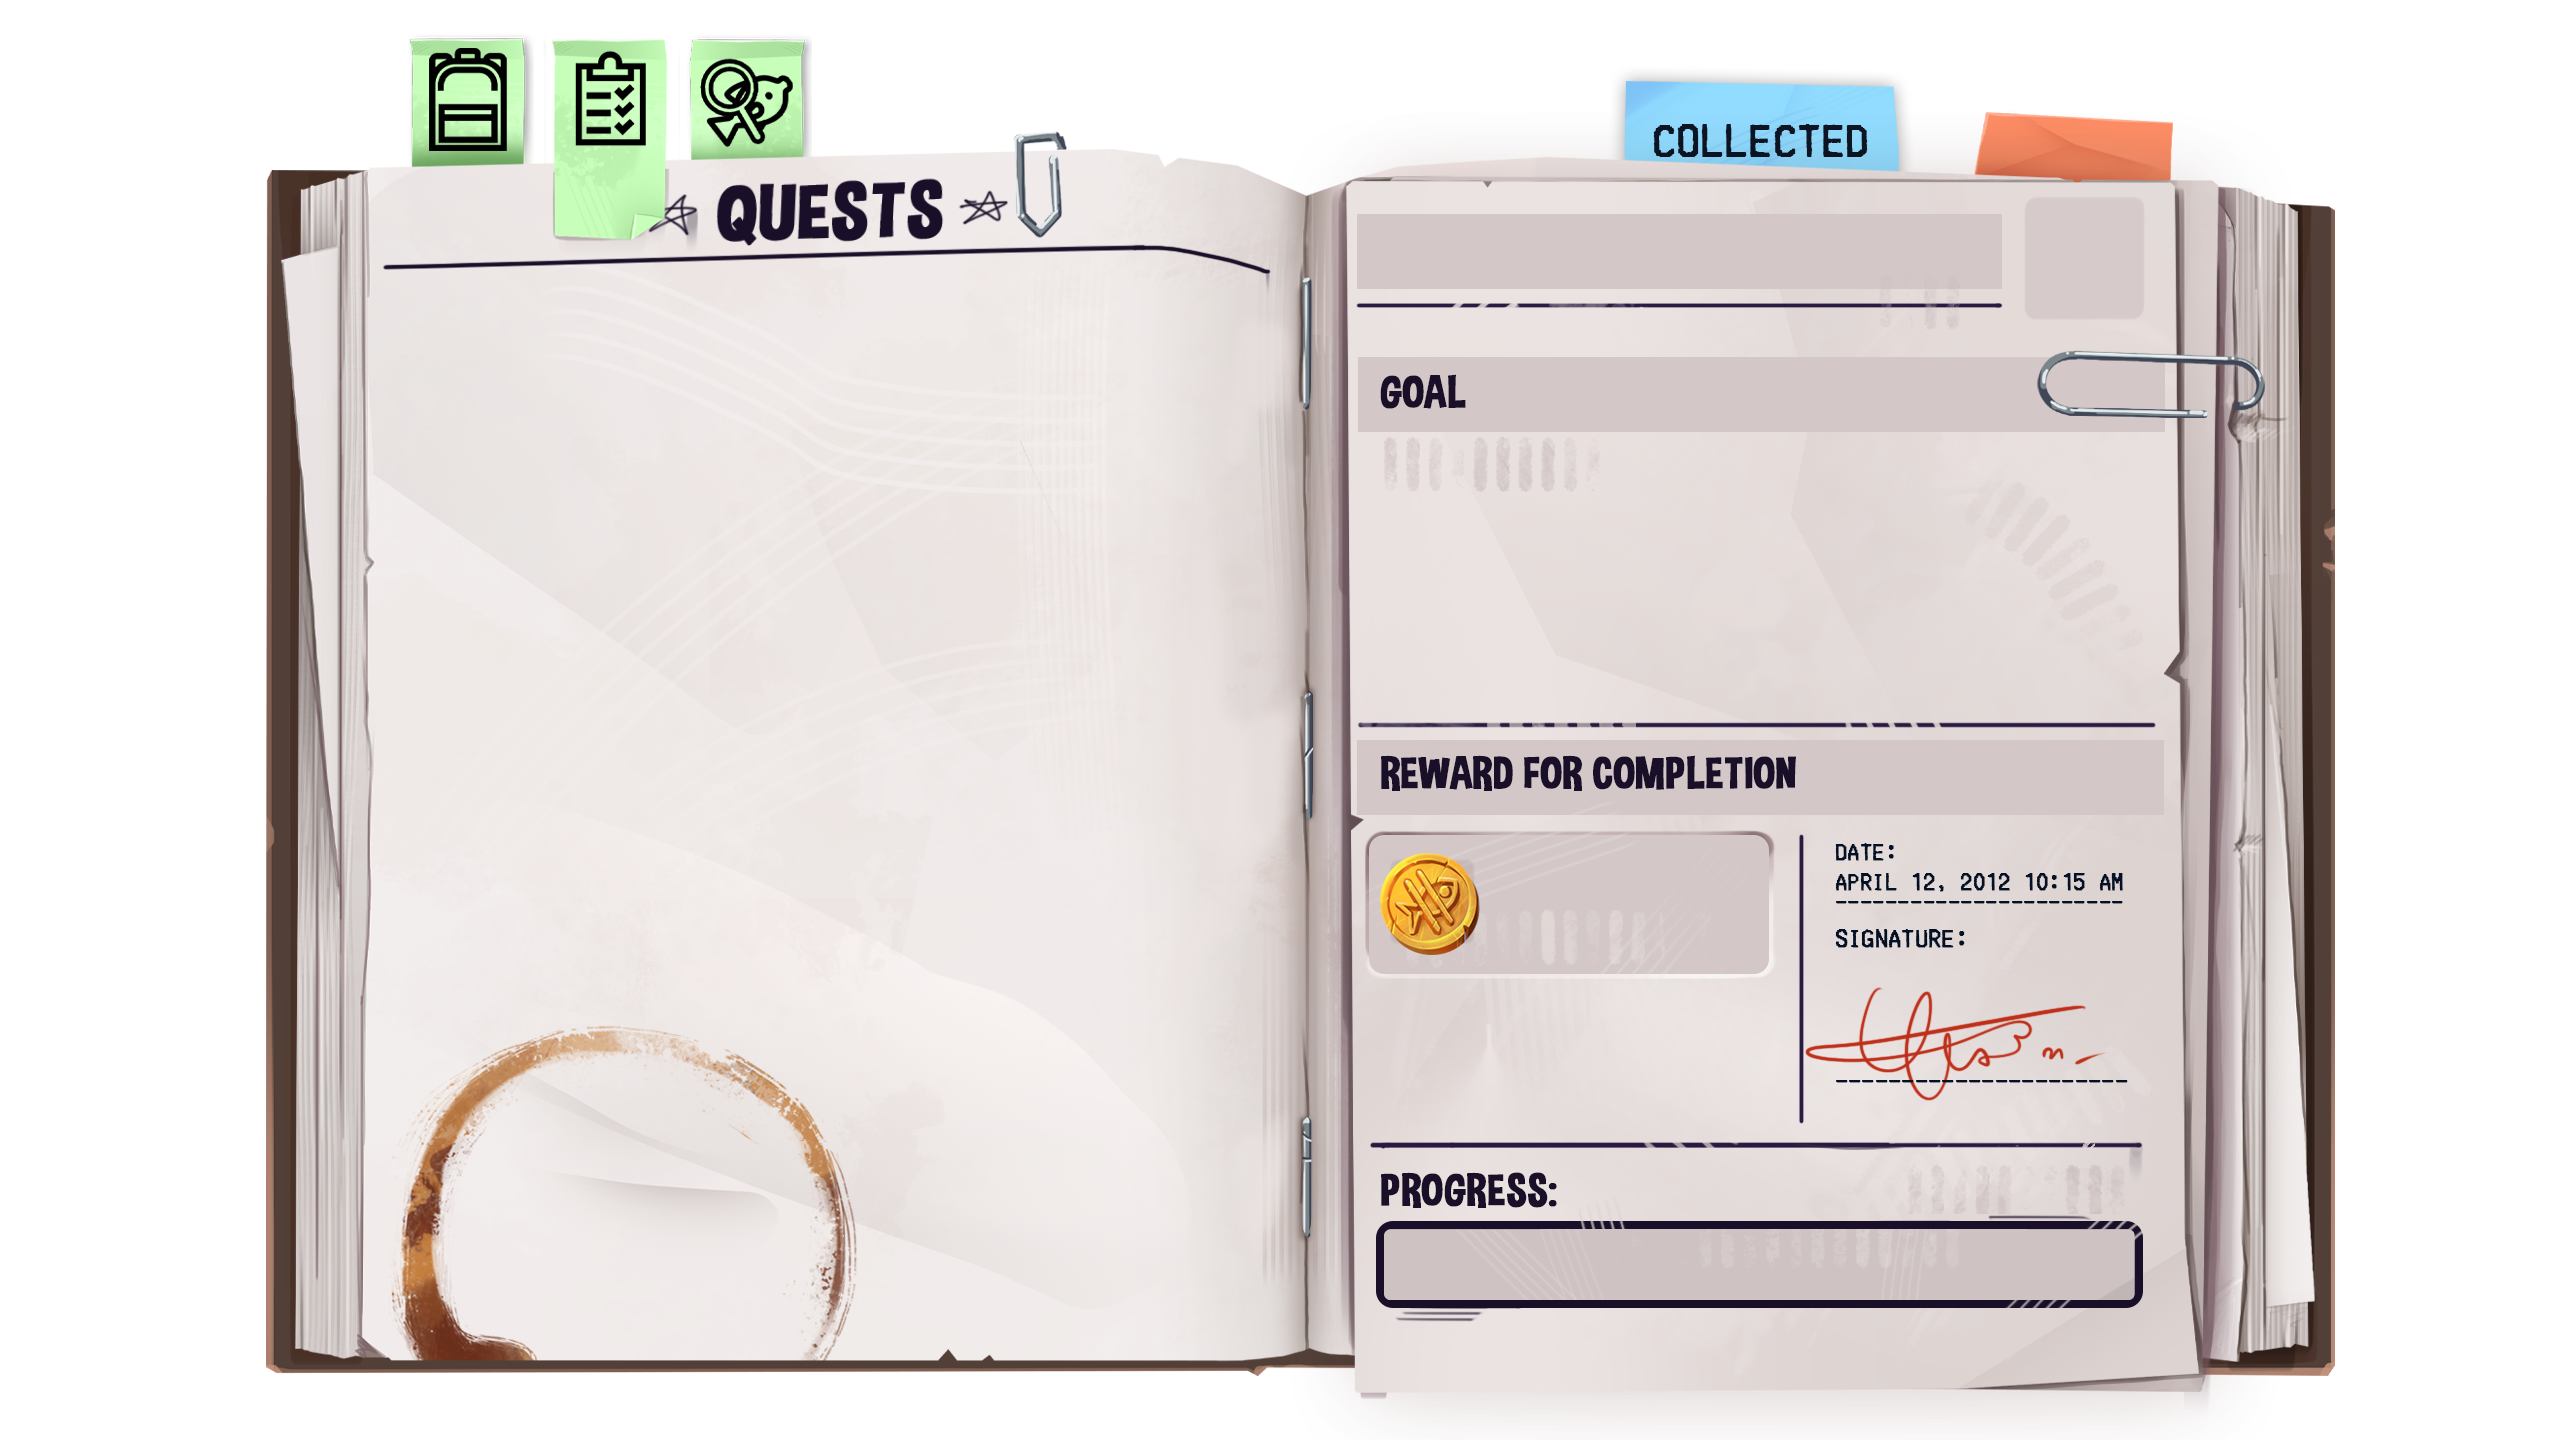 COLLECTED
QUESTS
GOAL
REWARD FOR COMPLETION
DATE:
APRIL 12, 2012 10:15 AM
SIGNATURE:
PROGRESS: